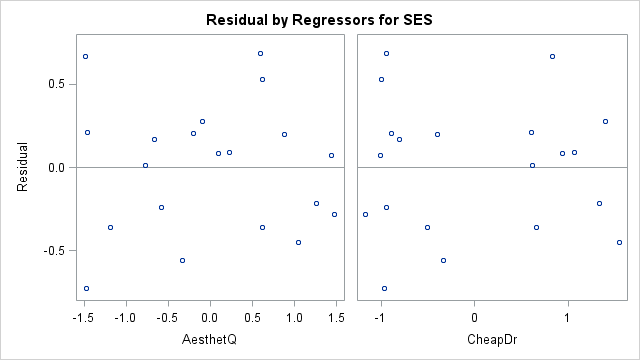 Residual by Regressors for SES
Residual
0.5
0.0
-0.5
-1.5 -1.0 -0.5 0.0 0.5 1.0 1.5
-1 0 1
AesthetQ
CheapDr